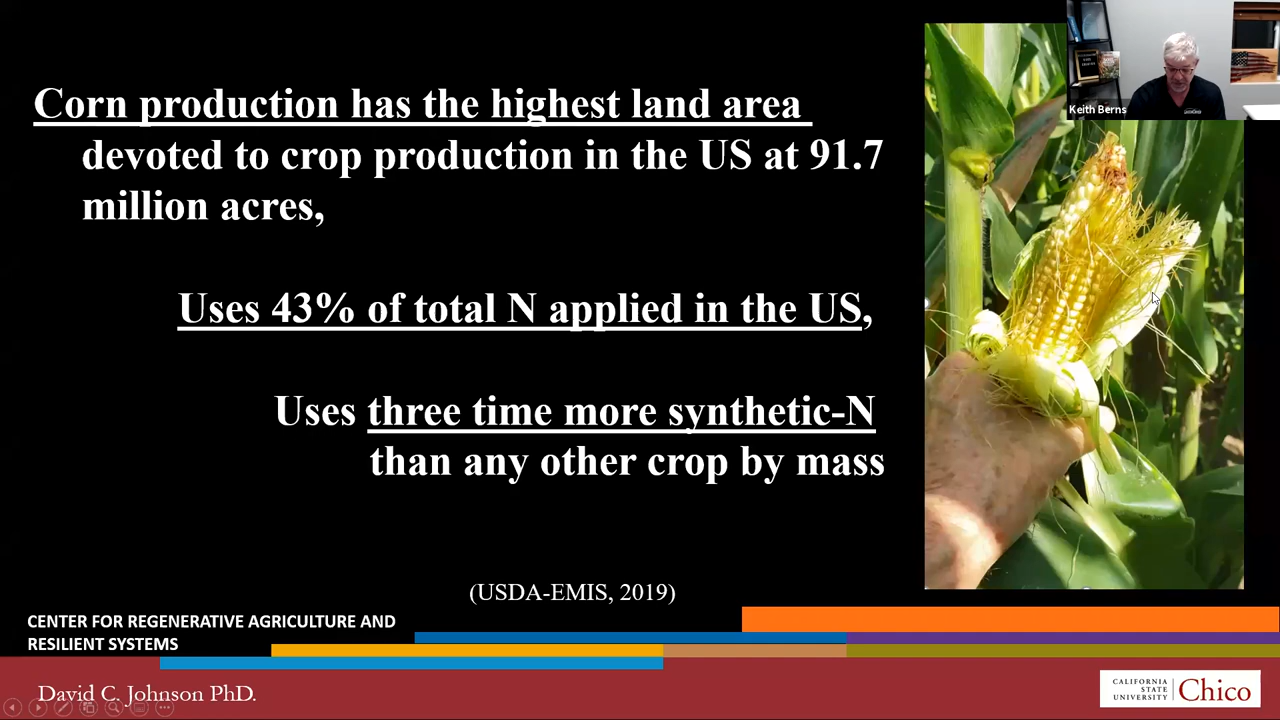 Keith Berns
Corn production has the highest land area
devoted to crop production in the US at 91.7
million acres,
Uses 43% of total N applied in the US,
Uses three time more synthetic-N
than any other crop by mass
(USDA-EMIS, 2019)
CENTER FOR REGENERATIVE AGRICULTURE AND
RESILIENT SYSTEMS
David C. Johnson PhD.
CALIFORNIA
STATE
UNIVERSITY
Chico